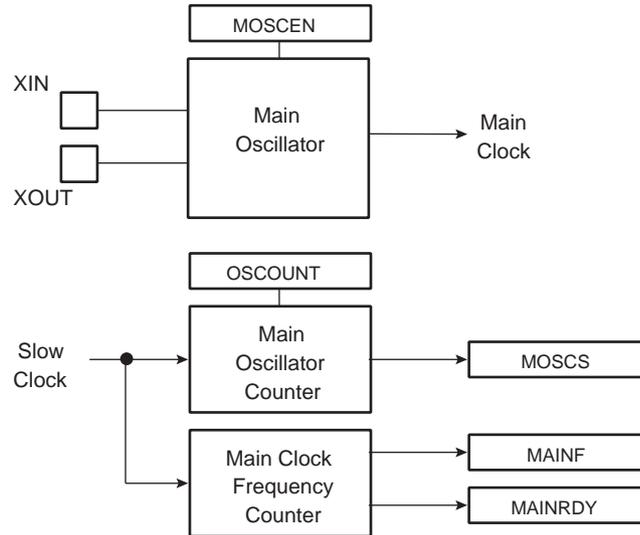 MOSCEN
XIN
Main
Oscillator
Main
Clock
XOUT
OSCOUNT
Slow
Clock
Main
Oscillator
Counter
MOSCS
Main Clock
Frequency
Counter
MAINF
MAINRDY